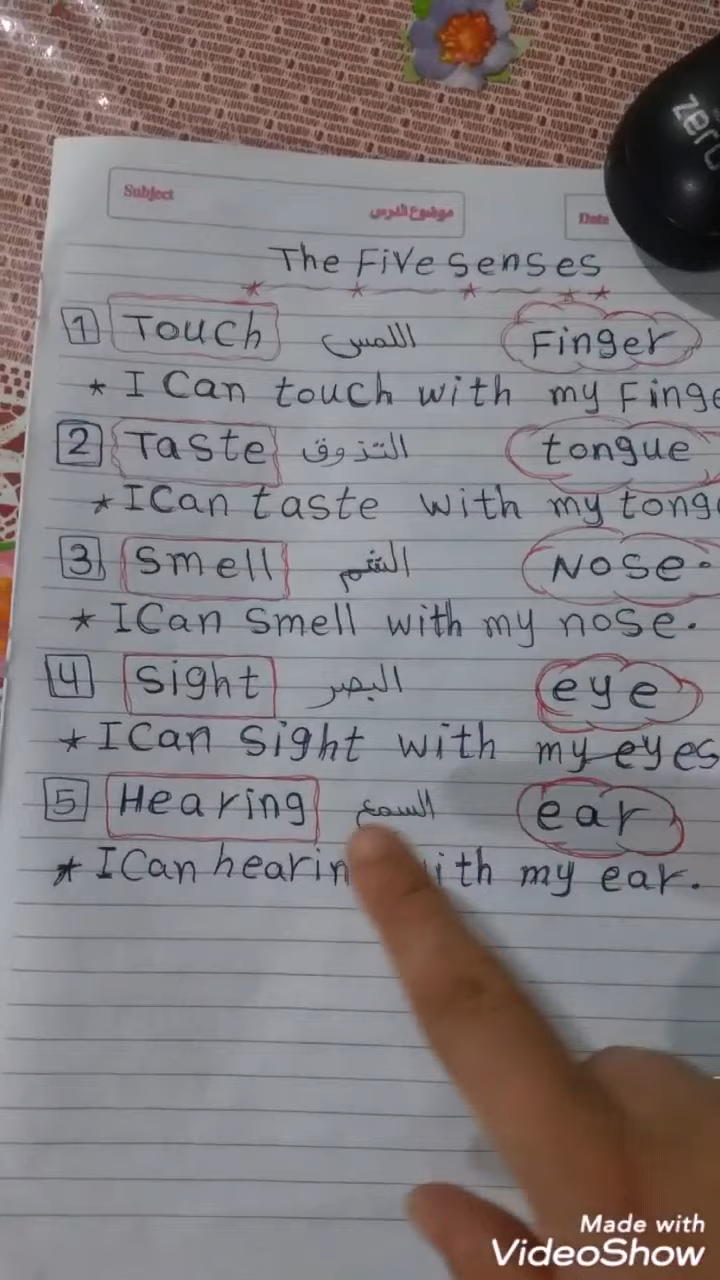 zero
Subject موضوع الدرس Date
The Five Senses
1 Touch اللمس Finger
* I Can touch with my Finge
2 Taste التذوق tongue
* I Can taste with my tong
3 Smell الشم Nose.
* I Can Smell with my nose.
4 Sight البصر eye
* I Can Sight with my eyes
5 Hearing السمع ear
* I Can hearin with my ear.
Made with
VideoShow